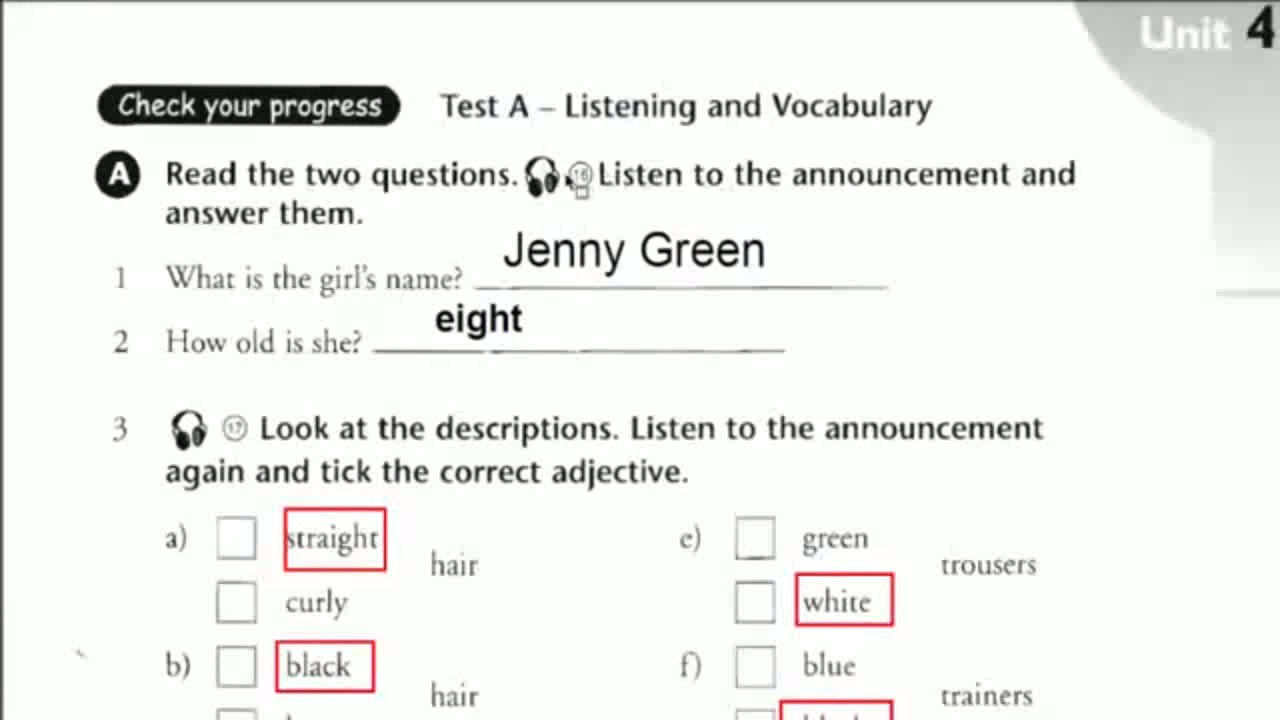 Unit 4
Check your progress Test A – Listening and Vocabulary
A Read the two questions. 16 Listen to the announcement and
answer them.
Jenny Green
1 What is the girl's name?
eight
2 How old is she?
3 17 Look at the descriptions. Listen to the announcement
again and tick the correct adjective.
a) straight
hair
curly
b) black
hair
e) green
trousers
white
f) blue
trainers